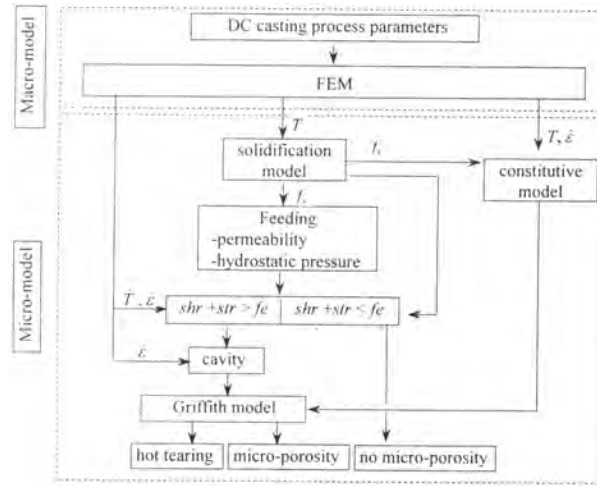 Macro-model
DC casting process parameters
FEM
T
T, ε̇
solidification
model
fs
constitutive
model
Micro-model
Feeding
-permeability
-hydrostatic pressure
Ṫ , ε̇
shr +str > fe
shr +str < fe
ε̇
cavity
Griffith model
hot tearing
micro-porosity
no micro-porosity